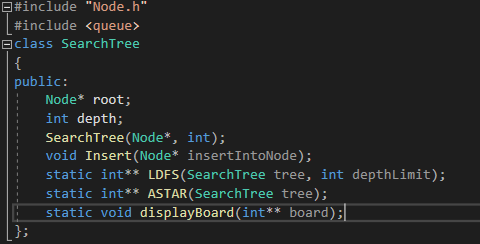 #include "Node.h"
#include <queue>
class SearchTree
{
public:
    Node* root;
    int depth;
    SearchTree(Node*, int);
    void Insert(Node* insertIntoNode);
    static int** LDFS(SearchTree tree, int depthLimit);
    static int** ASTAR(SearchTree tree);
    static void displayBoard(int** board);
};